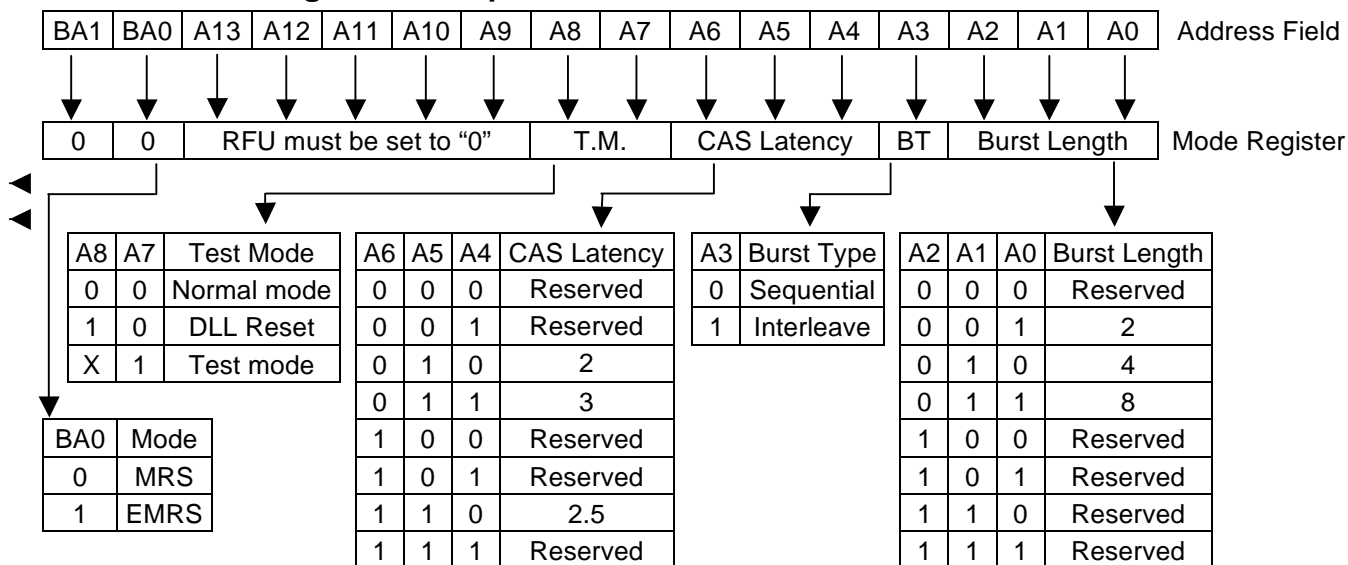 BA1 BA0 A13 A12 A11 A10 A9 A8 A7 A6 A5 A4 A3 A2 A1 A0 Address Field
0 0 RFU must be set to “0” T.M. CAS Latency BT Burst Length Mode Register
A8 A7 Test Mode
0 0 Normal mode
1 0 DLL Reset
X 1 Test mode
BA0 Mode
0 MRS
1 EMRS
A6 A5 A4 CAS Latency
0 0 0 Reserved
0 0 1 Reserved
0 1 0 2
0 1 1 3
1 0 0 Reserved
1 0 1 Reserved
1 1 0 2.5
1 1 1 Reserved
A3 Burst Type
0 Sequential
1 Interleave
A2 A1 A0 Burst Length
0 0 0 Reserved
0 0 1 2
0 1 0 4
0 1 1 8
1 0 0 Reserved
1 0 1 Reserved
1 1 0 Reserved
1 1 1 Reserved